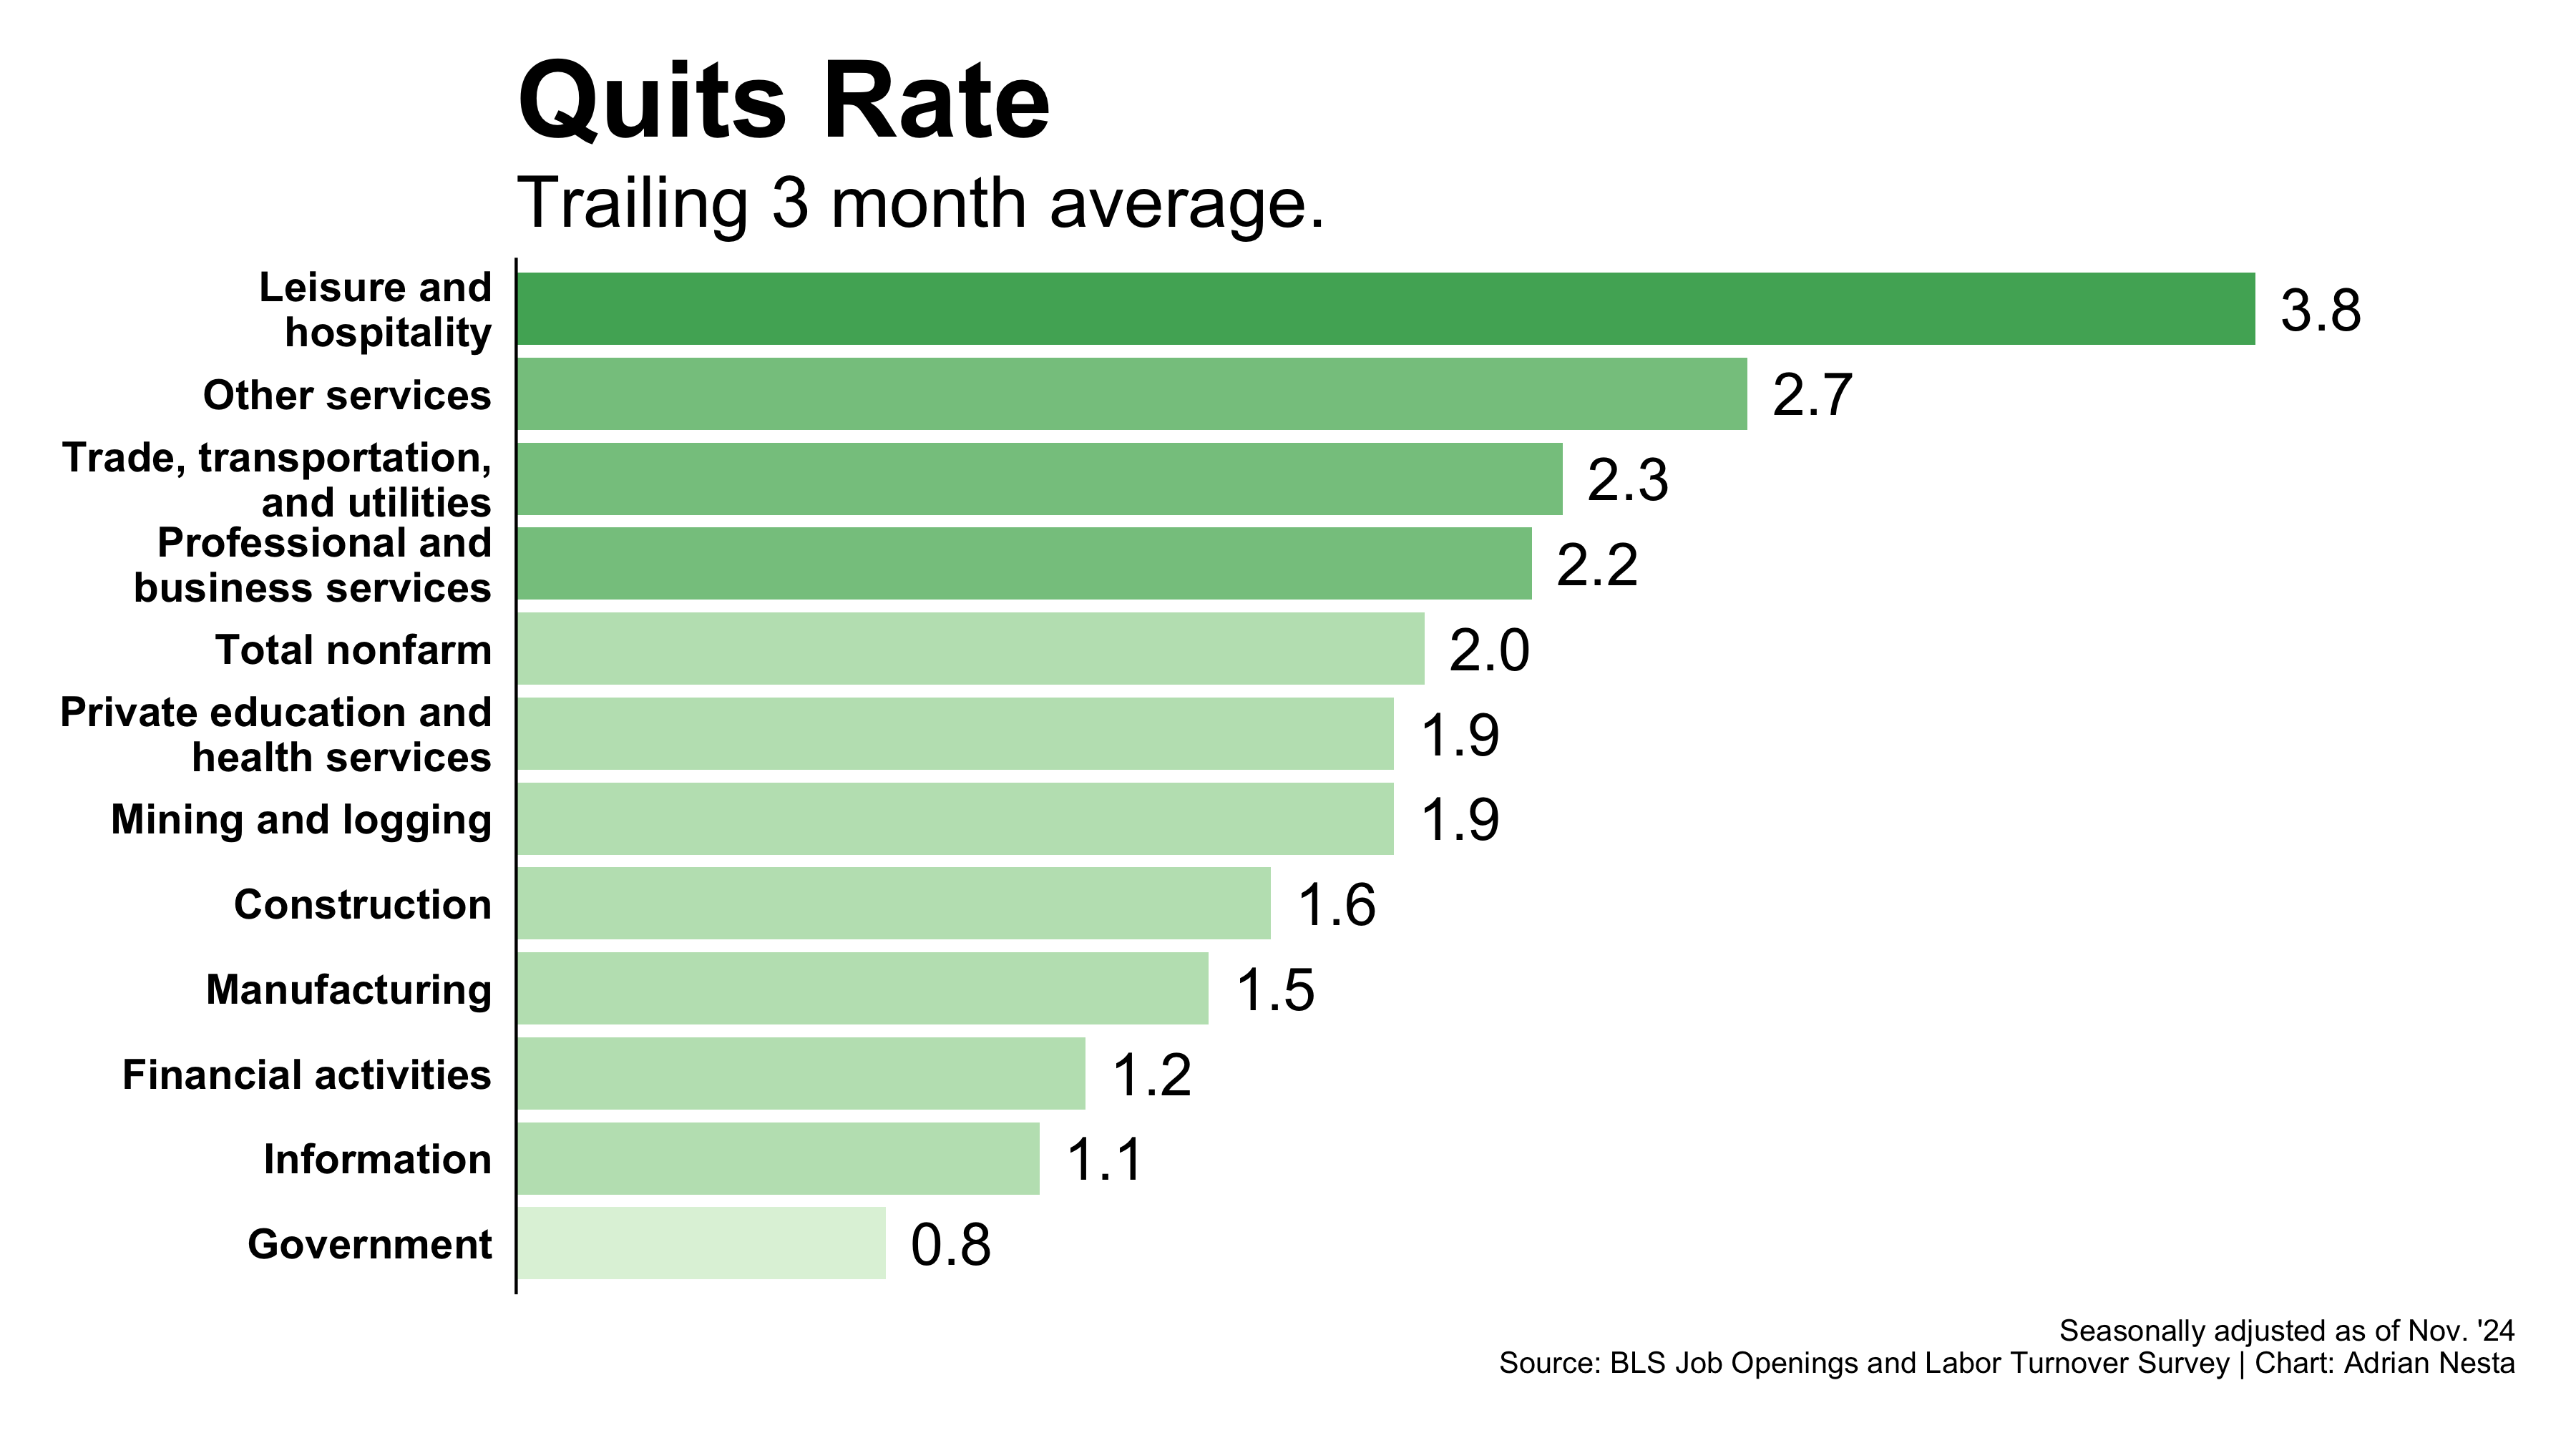 Quits Rate
Trailing 3 month average.
Leisure and
hospitality
3.8
Other services
2.7
Trade, transportation,
and utilities
2.3
Professional and
business services
2.2
Total nonfarm
2.0
Private education and
health services
1.9
Mining and logging
1.9
Construction
1.6
Manufacturing
1.5
Financial activities
1.2
Information
1.1
Government
0.8
Seasonally adjusted as of Nov. '24
Source: BLS Job Openings and Labor Turnover Survey | Chart: Adrian Nesta